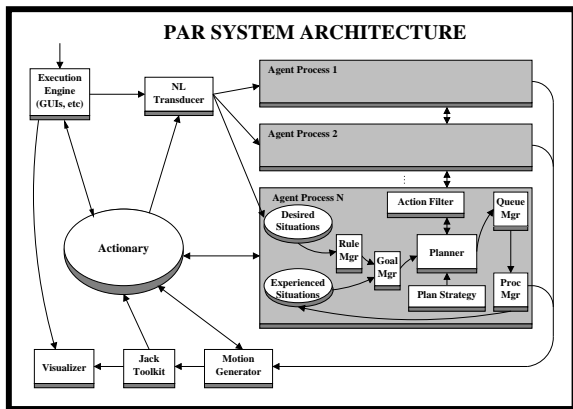 PAR SYSTEM ARCHITECTURE
Execution
Engine
(GUIs, etc)
NL
Transducer
Agent Process 1
Agent Process 2
Agent Process N
Desired
Situations
Action Filter
Queue
Mgr
Rule
Mgr
Goal
Mgr
Planner
Experienced
Situations
Plan Strategy
Proc
Mgr
Actionary
Visualizer
Jack
Toolkit
Motion
Generator